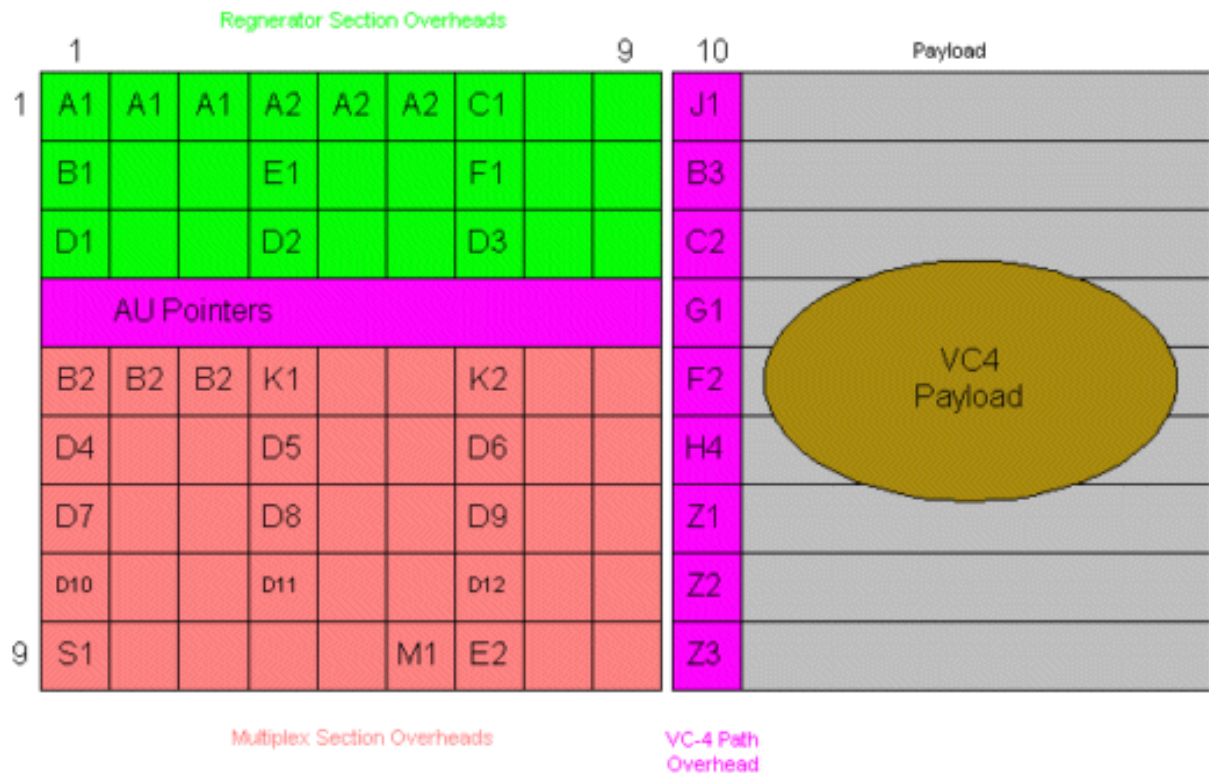 Regnerator Section Overheads
1 9 10 Payload
1 A1 A1 A1 A2 A2 A2 C1 J1
B1 E1 F1 B3
D1 D2 D3 C2
AU Pointers G1
B2 B2 B2 K1 K2 F2
VC4
Payload
D4 D5 D6 H4
D7 D8 D9 Z1
D10 D11 D12 Z2
9 S1 M1 E2 Z3
Multiplex Section Overheads
VC-4 Path
Overhead